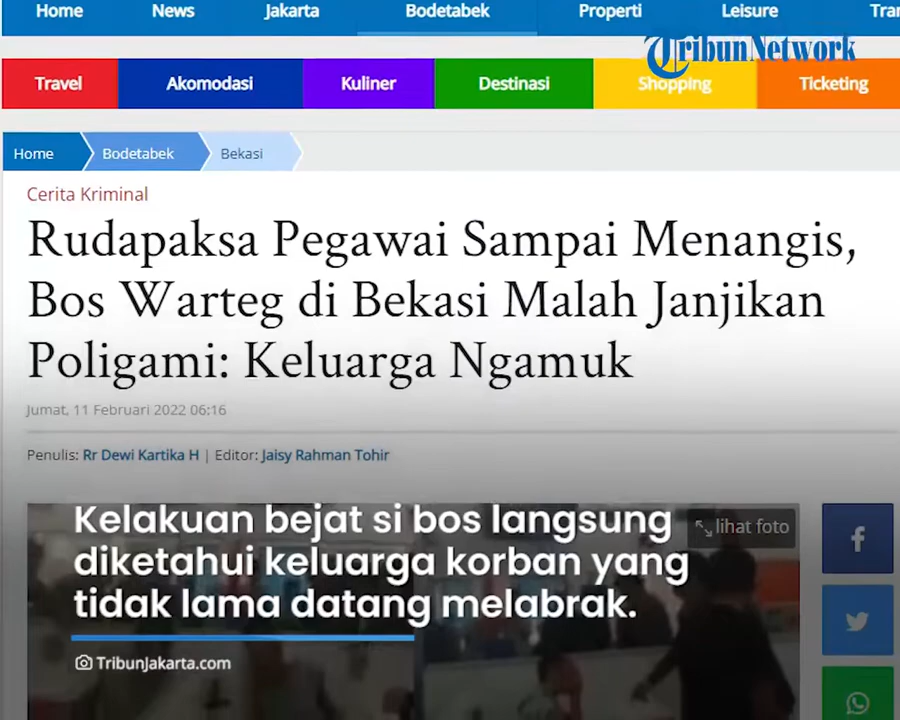 Home News Jakarta Bodetabek Properti Leisure Tra
TribunNetwork
Travel Akomodasi Kuliner Destinasi Shopping Ticketing
Home Bodetabek Bekasi
Cerita Kriminal
Rudapaksa Pegawai Sampai Menangis,
Bos Warteg di Bekasi Malah Janjikan
Poligami: Keluarga Ngamuk
Jumat, 11 Februari 2022 06:16
Penulis: Rr Dewi Kartika H | Editor: Jaisy Rahman Tohir
lihat foto
Kelakuan bejat si bos langsung
diketahui keluarga korban yang
tidak lama datang melabrak.
TribunJakarta.com